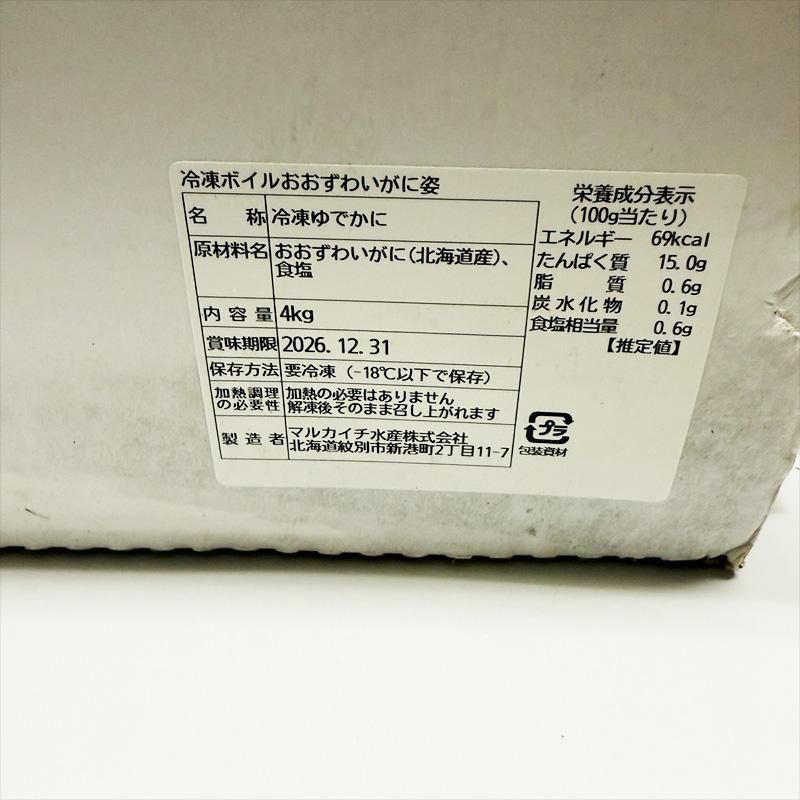 冷凍ボイルおおずわいがに姿
名 称 冷凍ゆでかに
原材料名 おおずわいがに(北海道産)、
食塩
内容量 4kg
賞味期限 2026.12.31
保存方法 要冷凍(-18℃以下で保存)
加熱調理の必要性 加熱の必要はありません
解凍後そのまま召し上がれます
製造者 マルカイチ水産株式会社
北海道紋別市新港町2丁目11-7
栄養成分表示
(100g当たり)
エネルギー 69kcal
たんぱく質 15.0g
脂 質 0.6g
炭水化物 0.1g
食塩相当量 0.6g
【推定値】
プラ
包装資材